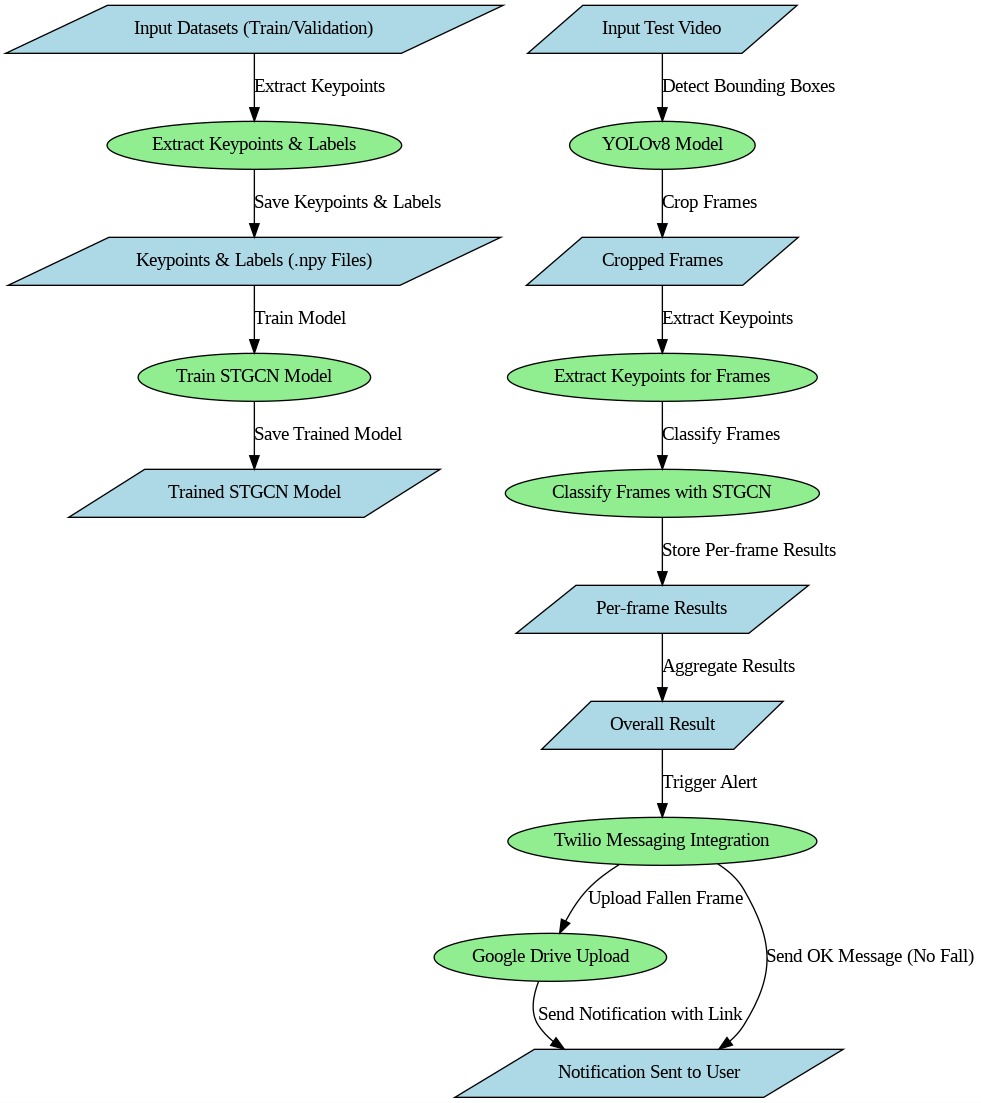 Input Datasets (Train/Validation)
Extract Keypoints
Extract Keypoints & Labels
Save Keypoints & Labels
Keypoints & Labels (.npy Files)
Train Model
Train STGCN Model
Save Trained Model
Trained STGCN Model
Input Test Video
Detect Bounding Boxes
YOLOv8 Model
Crop Frames
Cropped Frames
Extract Keypoints
Extract Keypoints for Frames
Classify Frames
Classify Frames with STGCN
Store Per-frame Results
Per-frame Results
Aggregate Results
Overall Result
Trigger Alert
Twilio Messaging Integration
Upload Fallen Frame
Google Drive Upload
Send OK Message (No Fall)
Send Notification with Link
Notification Sent to User